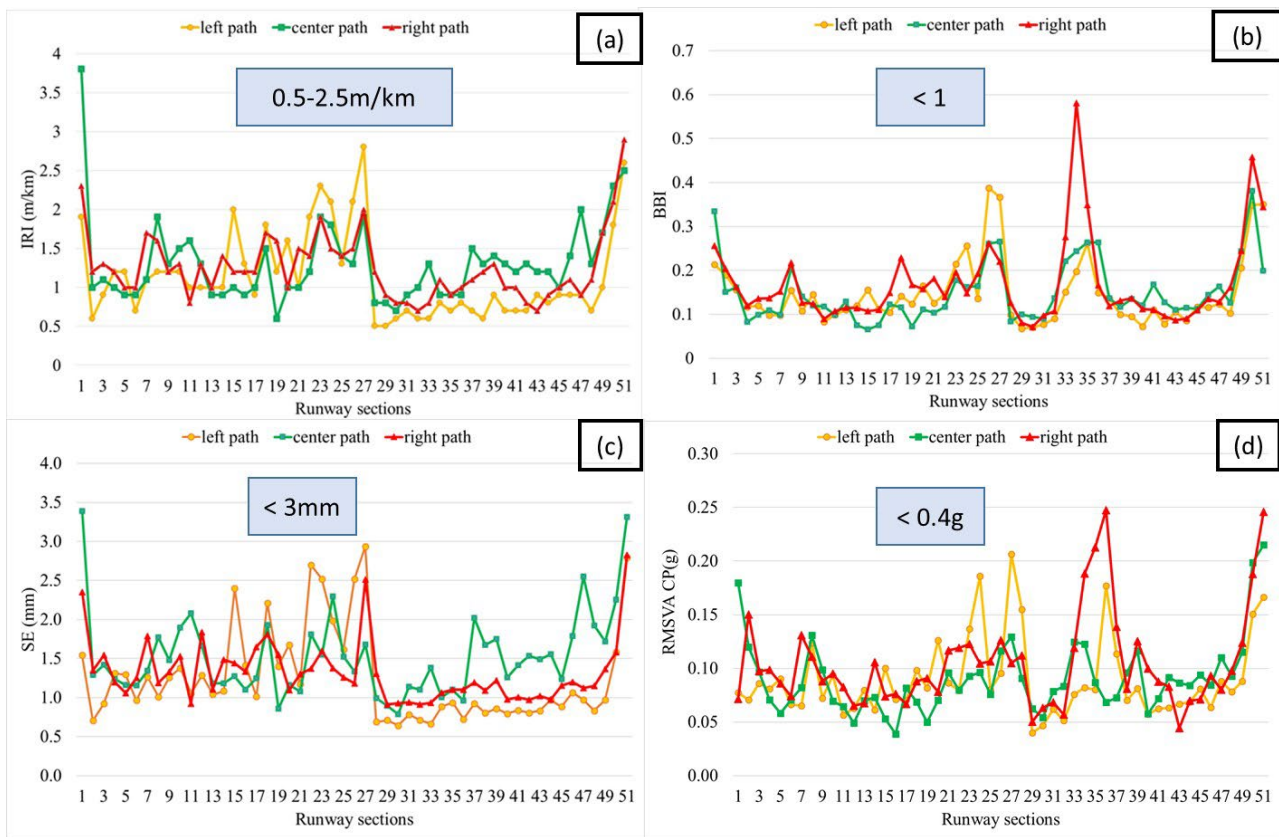 left path center path right path
(a)
4
3.5
3
2.5
2
1.5
1
0.5
0
IRI (m/km)
0.5-2.5m/km
1 3 5 7 9 11 13 15 17 19 21 23 25 27 29 31 33 35 37 39 41 43 45 47 49 51
Runway sections
left path center path right path
(b)
0.7
0.6
0.5
0.4
0.3
0.2
0.1
0
BBI
< 1
1 3 5 7 9 11 13 15 17 19 21 23 25 27 29 31 33 35 37 39 41 43 45 47 49 51
Runway sections
left path center path right path
(c)
4.0
3.5
3.0
2.5
2.0
1.5
1.0
0.5
0.0
SE (mm)
< 3mm
1 3 5 7 9 11 13 15 17 19 21 23 25 27 29 31 33 35 37 39 41 43 45 47 49 51
Runway sections
left path center path right path
(d)
0.30
0.25
0.20
0.15
0.10
0.05
0.00
RMSVA CP(g)
< 0.4g
1 3 5 7 9 11 13 15 17 19 21 23 25 27 29 31 33 35 37 39 41 43 45 47 49 51
Runway sections